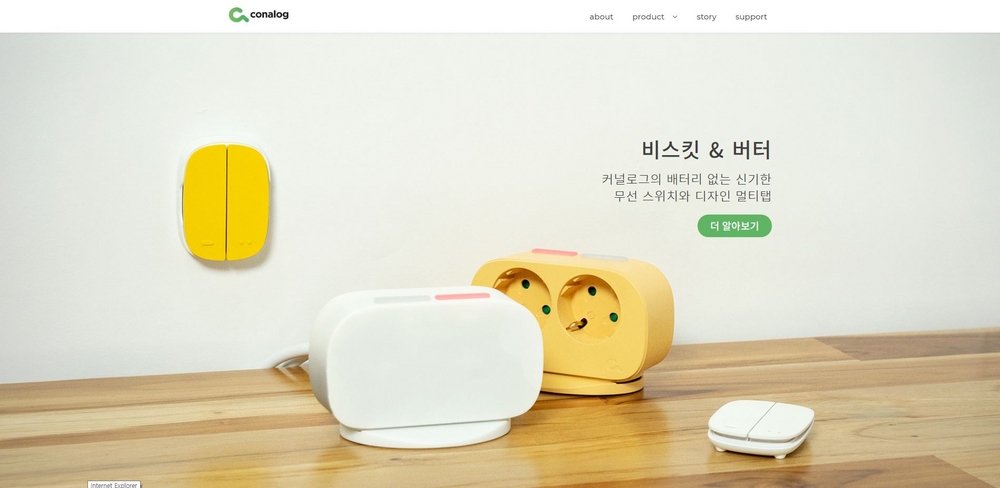 conalog
about
product
story
support
비스킷 & 버터
커널로그의 배터리 없는 신기한
무선 스위치와 디자인 멀티탭
더 알아보기
Internet Explorer